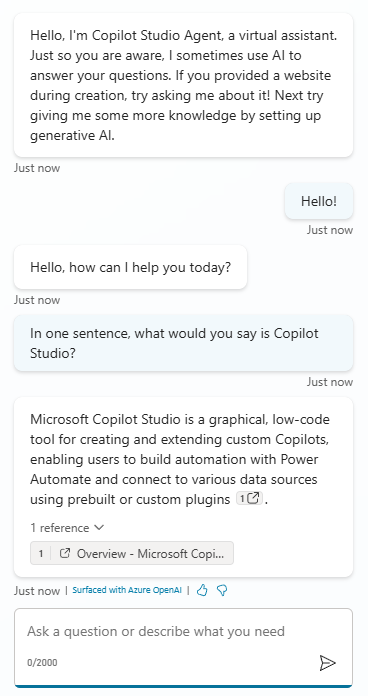 Hello, I'm Copilot Studio Agent, a virtual assistant.
Just so you are aware, I sometimes use AI to
answer your questions. If you provided a website
during creation, try asking me about it! Next try
giving me some more knowledge by setting up
generative AI.
Just now
Hello!
Just now
Hello, how can I help you today?
Just now
In one sentence, what would you say is Copilot
Studio?
Just now
Microsoft Copilot Studio is a graphical, low-code
tool for creating and extending custom Copilots,
enabling users to build automation with Power
Automate and connect to various data sources
using prebuilt or custom plugins 1.
1 reference
1 Overview - Microsoft Copi...
Just now | Surfaced with Azure OpenAI |
Ask a question or describe what you need
0/2000